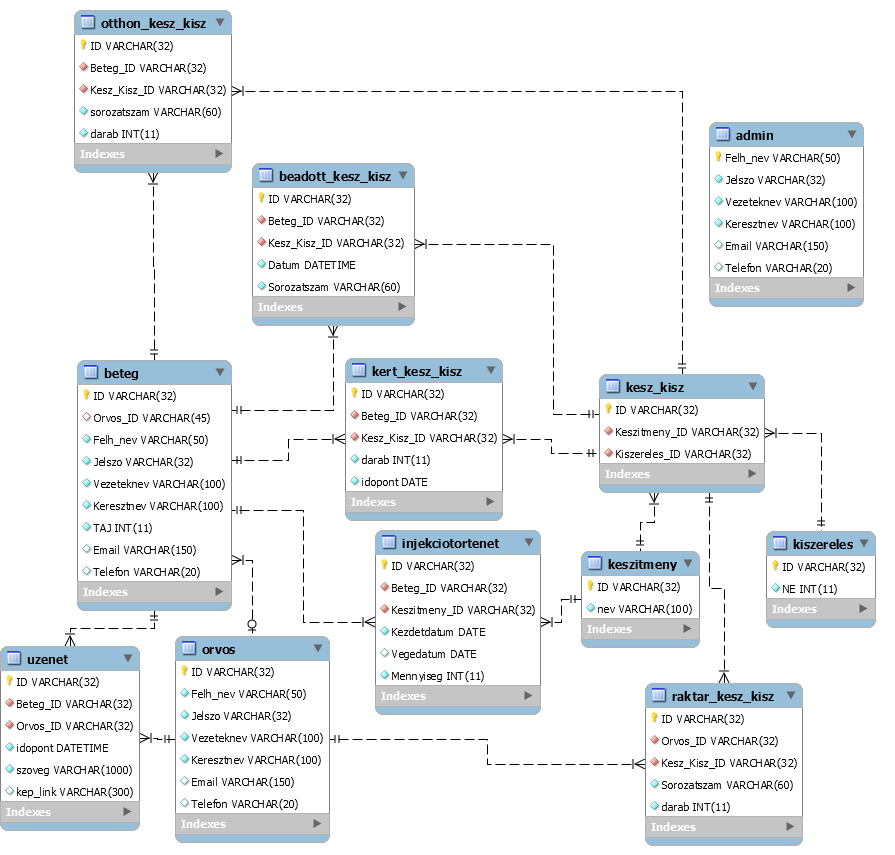 otthon_kesz_kisz
ID VARCHAR(32)
Beteg_ID VARCHAR(32)
Kesz_Kisz_ID VARCHAR(32)
sorozatszam VARCHAR(60)
darab INT(11)
Indexes
beadott_kesz_kisz
ID VARCHAR(32)
Beteg_ID VARCHAR(32)
Kesz_Kisz_ID VARCHAR(32)
Datum DATETIME
Sorozatszam VARCHAR(60)
Indexes
admin
Felh_nev VARCHAR(50)
Jelszo VARCHAR(32)
Vezeteknev VARCHAR(100)
Keresztnev VARCHAR(100)
Email VARCHAR(150)
Telefon VARCHAR(20)
Indexes
beteg
ID VARCHAR(32)
Orvos_ID VARCHAR(45)
Felh_nev VARCHAR(50)
Jelszo VARCHAR(32)
Vezeteknev VARCHAR(100)
Keresztnev VARCHAR(100)
TAJ INT(11)
Email VARCHAR(150)
Telefon VARCHAR(20)
Indexes
kert_kesz_kisz
ID VARCHAR(32)
Beteg_ID VARCHAR(32)
Kesz_Kisz_ID VARCHAR(32)
darab INT(11)
idopont DATE
Indexes
kesz_kisz
ID VARCHAR(32)
Keszitmeny_ID VARCHAR(32)
Kiszereles_ID VARCHAR(32)
Indexes
injekciotortenet
ID VARCHAR(32)
Beteg_ID VARCHAR(32)
Keszitmeny_ID VARCHAR(32)
Kezdetdatum DATE
Vegedatum DATE
Mennyiseg INT(11)
Indexes
keszitmeny
ID VARCHAR(32)
nev VARCHAR(100)
Indexes
kiszereles
ID VARCHAR(32)
NE INT(11)
Indexes
uzenet
ID VARCHAR(32)
Beteg_ID VARCHAR(32)
Orvos_ID VARCHAR(32)
idopont DATETIME
szoveg VARCHAR(1000)
kep_link VARCHAR(300)
Indexes
orvos
ID VARCHAR(32)
Felh_nev VARCHAR(50)
Jelszo VARCHAR(32)
Vezeteknev VARCHAR(100)
Keresztnev VARCHAR(100)
Email VARCHAR(150)
Telefon VARCHAR(20)
Indexes
raktar_kesz_kisz
ID VARCHAR(32)
Orvos_ID VARCHAR(32)
Kesz_Kisz_ID VARCHAR(32)
Sorozatszam VARCHAR(60)
darab INT(11)
Indexes